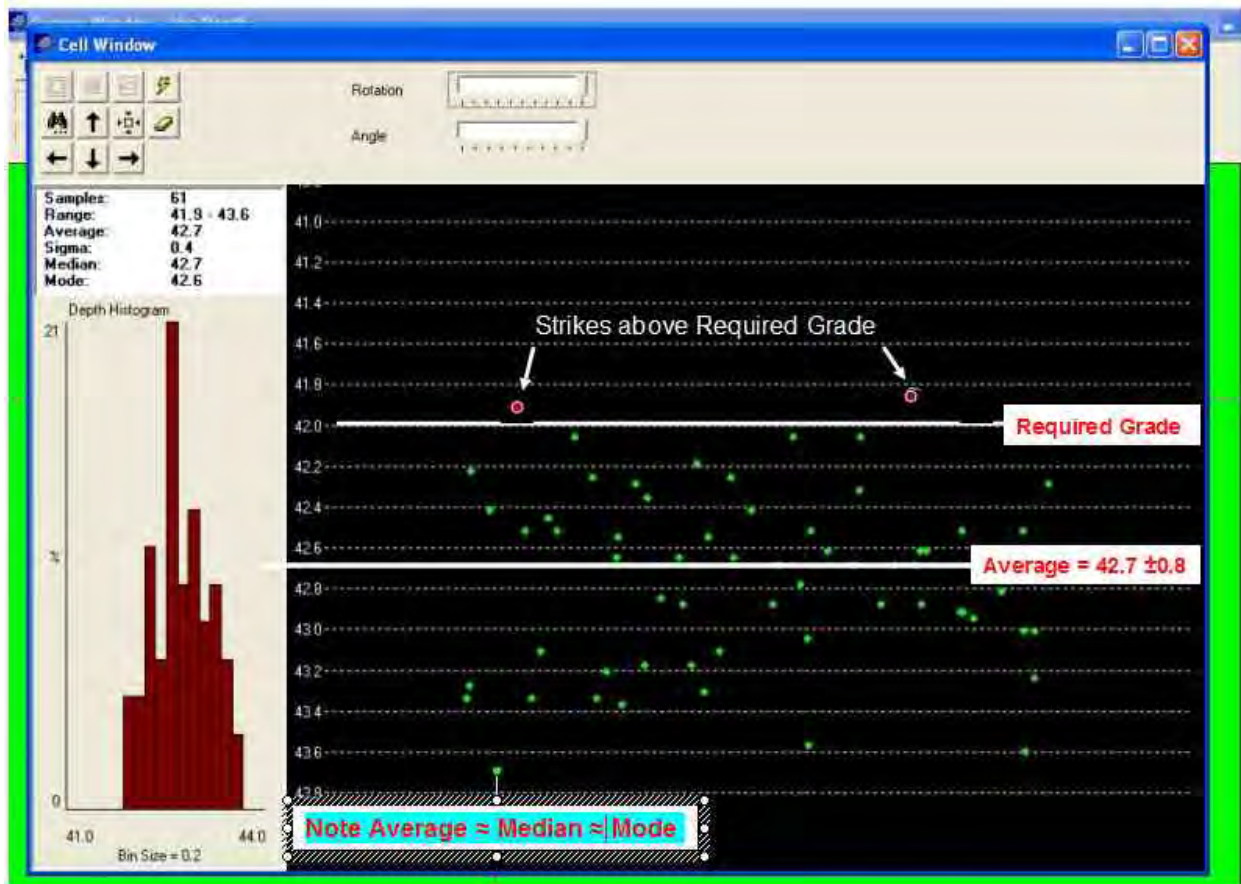 Cell Window
Rotation
Angle
Samples: 61
Range: 41.9 - 43.6
Average: 42.7
Sigma: 0.4
Median: 42.7
Mode: 42.6
Depth Histogram
21
%
0
41.0 44.0
Bin Size = 0.2
41.0
41.2
41.4
41.6
41.8
42.0
42.2
42.4
42.6
42.8
43.0
43.2
43.4
43.6
43.8
Strikes above Required Grade
Required Grade
Average = 42.7 ±0.8
Note Average ≈ Median ≈ Mode